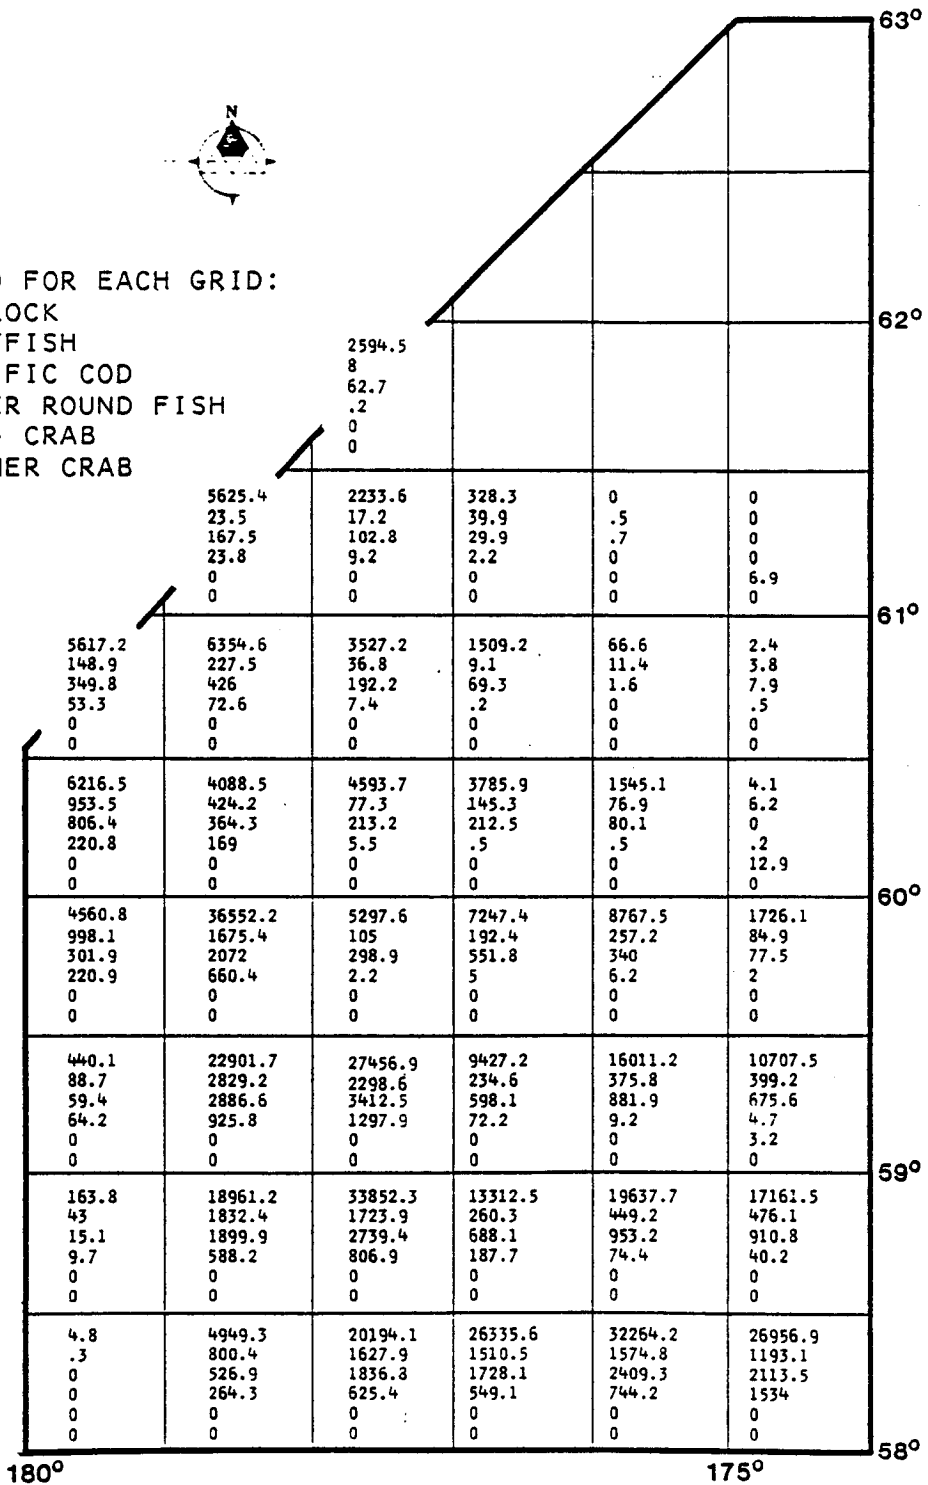 63°
N
FOR EACH GRID:
62°
FIC COD
ROUND FISH
CRAB
CRAB
2594.5
8
62.7
.2
0
0
5625.4 2233.6 328.3 0 0
23.5 17.2 39.9 .5 0
167.5 102.8 29.9 .7 0
23.8 9.2 2.2 0 0
0 0 0 0 6.9
0 0 0 0 0
61°
5617.2 6354.6 3527.2 1509.2 66.6 2.4
148.9 227.5 36.8 9.1 11.4 3.8
349.8 426 192.2 69.3 1.6 7.9
53.3 72.6 7.4 .2 0 .5
0 0 0 0 0 0
0 0 0 0 0 0
6216.5 4088.5 4593.7 3785.9 1545.1 4.1
953.5 424.2 77.3 145.3 76.9 6.2
806.4 364.3 213.2 212.5 80.1 0
220.8 169 5.5 .5 .5 .2
0 0 0 0 0 12.9
0 0 0 0 0 0
60°
4560.8 36552.2 5297.6 7247.4 8767.5 1726.1
998.1 1675.4 105 192.4 257.2 84.9
301.9 2072 298.9 551.8 340 77.5
220.9 660.4 2.2 5 6.2 2
0 0 0 0 0 0
0 0 0 0 0 0
440.1 22901.7 27456.9 9427.2 16011.2 10707.5
88.7 2829.2 2298.6 234.6 375.8 399.2
59.4 2886.6 3412.5 598.1 881.9 675.6
64.2 925.8 1297.9 72.2 9.2 4.7
0 0 0 0 0 3.2
0 0 0 0 0 0
59°
163.8 18961.2 33852.3 13312.5 19637.7 17161.5
43 1832.4 1723.9 260.3 449.2 476.1
15.1 1899.9 2739.4 688.1 953.2 910.8
9.7 588.2 806.9 187.7 74.4 40.2
0 0 0 0 0 0
0 0 0 0 0 0
4.8 4949.3 20194.1 26335.6 32264.2 26956.9
.3 800.4 1627.9 1510.5 1574.8 1193.1
0 526.9 1836.8 1728.1 2409.3 2113.5
0 264.3 625.4 549.1 744.2 1534
0 0 0 0 0 0
0 0 0 0 0 0
58°
180° 175°